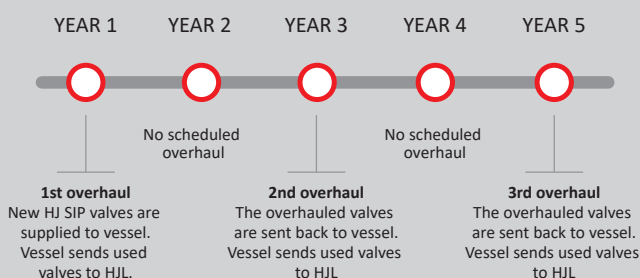 YEAR 1
YEAR 2
YEAR 3
YEAR 4
YEAR 5
No scheduled
overhaul
No scheduled
overhaul
1st overhaul
New HJ SIP valves are
supplied to vessel.
Vessel sends used
valves to HJL.
2nd overhaul
The overhauled valves
are sent back to vessel.
Vessel sends used valves
to HJL
3rd overhaul
The overhauled valves
are sent back to vessel.
Vessel sends used valves
to HJL